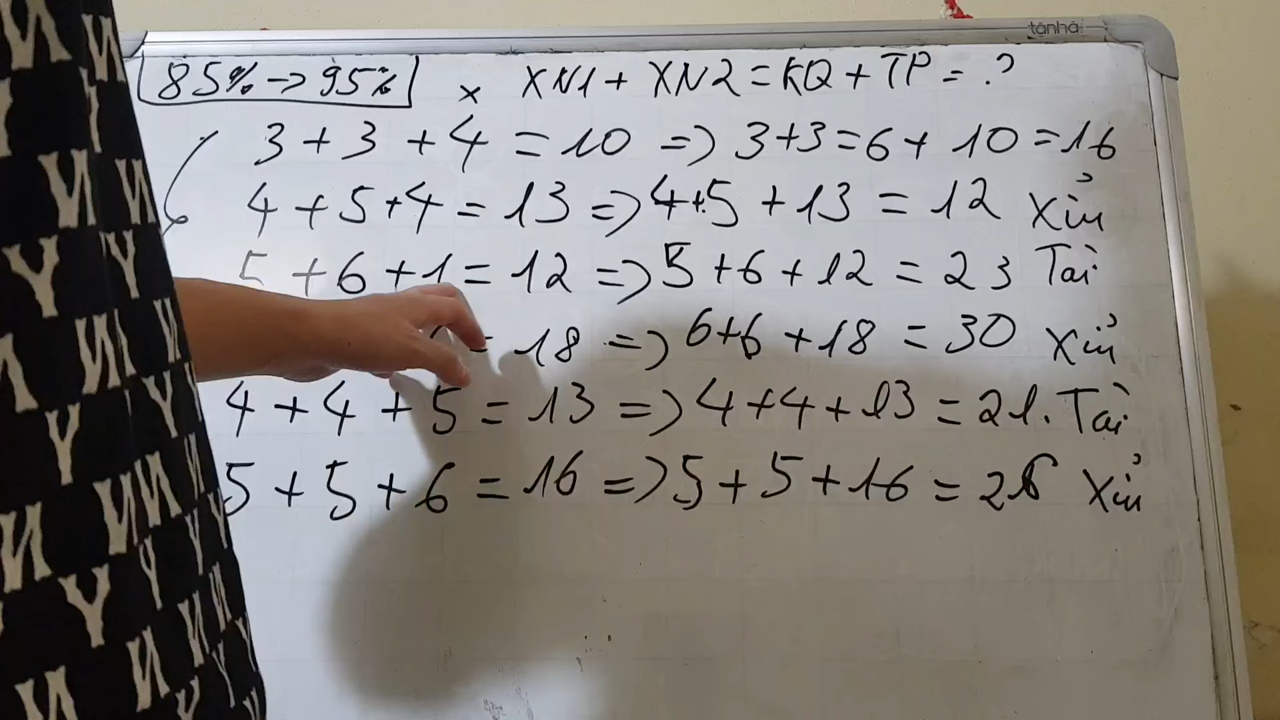 tânhà
85% -> 95% x XN1 + XN2 = KQ + TP = ?
3 + 3 + 4 = 10 => 3+3=6 + 10 = 16
4 + 5 + 4 = 13 => 4+5 + 13 = 12 Xỉu
5 + 6 + 1 = 12 => 5+6+12 = 23 Tài
= 18 => 6+6 + 18 = 30 Xỉu
4 + 4 + 5 = 13 => 4+4+13 = 21. Tài
5 + 5 + 6 = 16 => 5+5+16 = 26 Xỉu